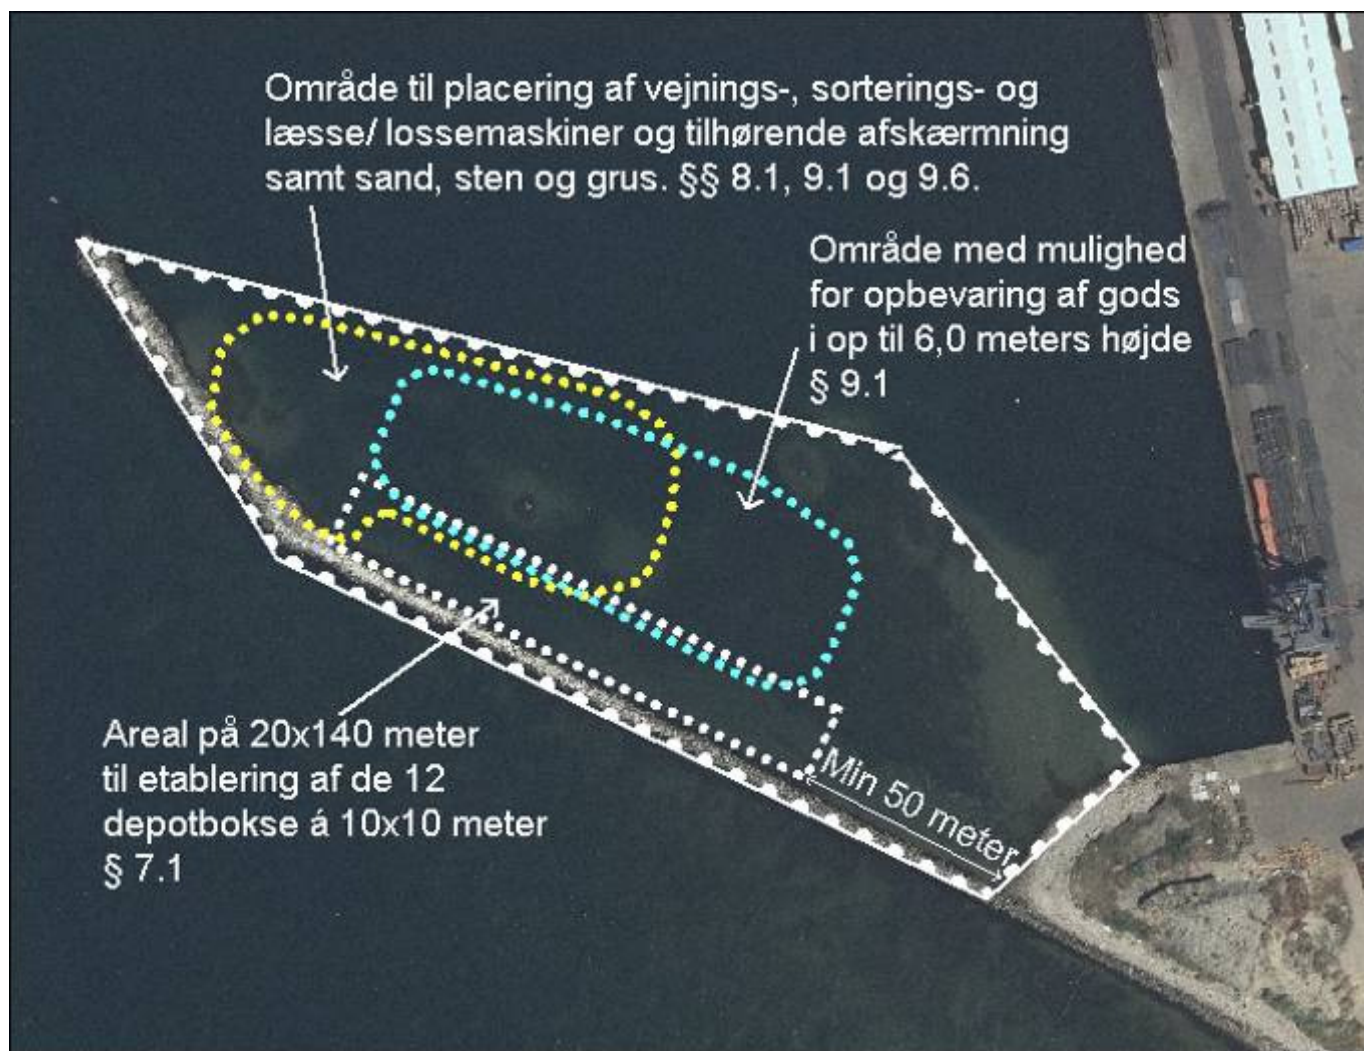 Område til placering af vejnings-, sorterings- og
læsse/ lossemaskiner og tilhørende afskærmning
samt sand, sten og grus. §§ 8.1, 9.1 og 9.6.
Område med mulighed
for opbevaring af gods
i op til 6,0 meters højde
§ 9.1
Areal på 20x140 meter
til etablering af de 12
depotbokse á 10x10 meter
§ 7.1
Min 50 meter